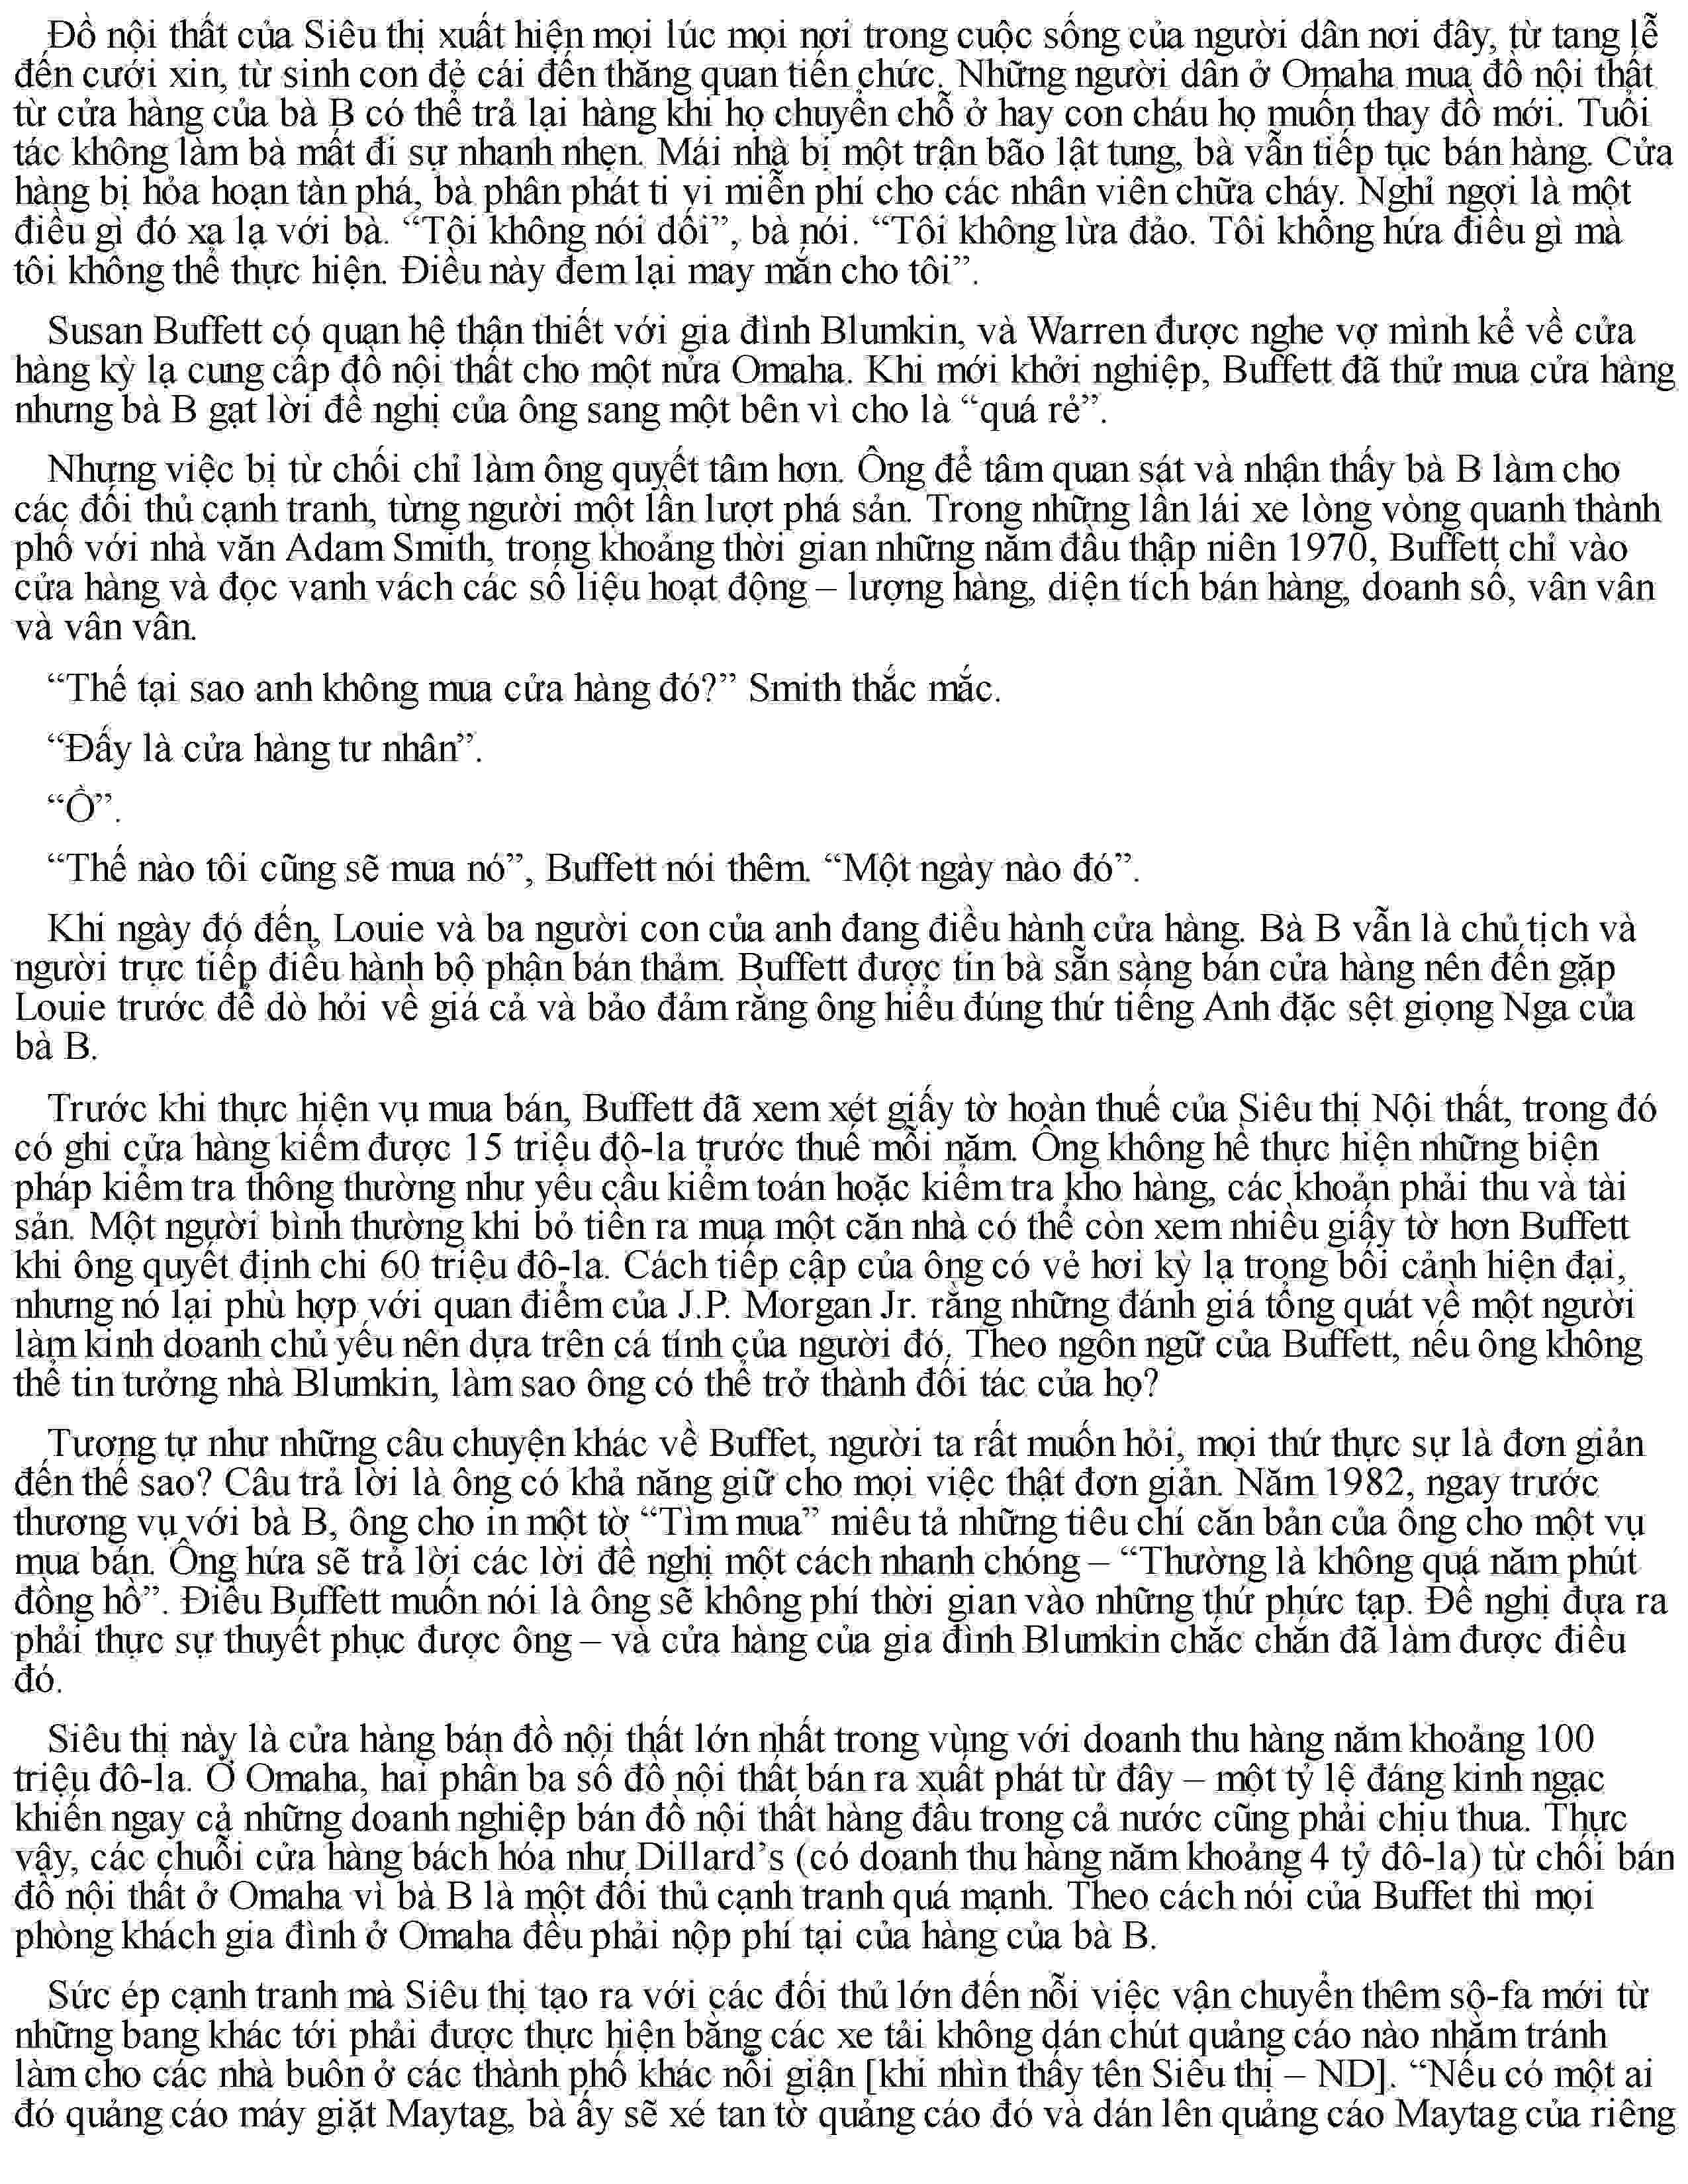 Đồ nội thất của Siêu thị xuất hiện mọi lúc mọi nơi trong cuộc sống của người dân nơi đây, từ tang lễ
đến cưới xin, từ sinh con đẻ cái đến thăng quan tiến chức. Những người dân ở Omaha mua đồ nội thất
từ cửa hàng của bà B có thể trả lại hàng khi họ chuyển chỗ ở hay con cháu họ muốn thay đồ mới. Tuổi
tác không làm bà mất đi sự nhanh nhẹn. Mái nhà bị một trận bão lật tung, bà vẫn tiếp tục bán hàng. Cửa
hàng bị hỏa hoạn tàn phá, bà phân phát ti vi miễn phí cho các nhân viên chữa cháy. Nghỉ ngơi là một
điều gì đó xa lạ với bà. “Tôi không nói dối”, bà nói. “Tôi không lừa đảo. Tôi không hứa điều gì mà
tôi không thể thực hiện. Điều này đem lại may mắn cho tôi”.
Susan Buffett có quan hệ thân thiết với gia đình Blumkin, và Warren được nghe vợ mình kể về cửa
hàng kỳ lạ cung cấp đồ nội thất cho một nửa Omaha. Khi mới khởi nghiệp, Buffett đã thử mua cửa hàng
nhưng bà B gạt lời đề nghị của ông sang một bên vì cho là “quá rẻ”.
Nhưng việc bị từ chối chỉ làm ông quyết tâm hơn. Ông để tâm quan sát và nhận thấy bà B làm cho
các đối thủ cạnh tranh, từng người một lần lượt phá sản. Trong những lần lái xe lòng vòng quanh thành
phố với nhà văn Adam Smith, trong khoảng thời gian những năm đầu thập niên 1970, Buffett chỉ vào
cửa hàng và đọc vanh vách các số liệu hoạt động – lượng hàng, diện tích bán hàng, doanh số, vân vân
và vân vân.
“Thế tại sao anh không mua cửa hàng đó?” Smith thắc mắc.
“Đấy là cửa hàng tư nhân”.
“Ồ”.
“Thế nào tôi cũng sẽ mua nó”, Buffett nói thêm. “Một ngày nào đó”.
Khi ngày đó đến, Louie và ba người con của anh đang điều hành cửa hàng. Bà B vẫn là chủ tịch và
người trực tiếp điều hành bộ phận bán thảm. Buffett được tin bà sẵn sàng bán cửa hàng nên đến gặp
Louie trước để dò hỏi về giá cả và bảo đảm rằng ông hiểu đúng thứ tiếng Anh đặc sệt giọng Nga của
bà B.
Trước khi thực hiện vụ mua bán, Buffett đã xem xét giấy tờ hoàn thuế của Siêu thị Nội thất, trong đó
có ghi cửa hàng kiếm được 15 triệu đô-la trước thuế mỗi năm. Ông không hề thực hiện những biện
pháp kiểm tra thông thường như yêu cầu kiểm toán hoặc kiểm tra kho hàng, các khoản phải thu và tài
sản. Một người bình thường khi bỏ tiền ra mua một căn nhà có thể còn xem nhiều giấy tờ hơn Buffett
khi ông quyết định chi 60 triệu đô-la. Cách tiếp cận của ông có vẻ hơi kỳ lạ trong bối cảnh hiện đại,
nhưng nó lại phù hợp với quan điểm của J.P. Morgan Jr. rằng những đánh giá tổng quát về một người
làm kinh doanh chủ yếu nên dựa trên cá tính của người đó. Theo ngôn ngữ của Buffett, nếu ông không
thể tin tưởng nhà Blumkin, làm sao ông có thể trở thành đối tác của họ?
Tương tự như những câu chuyện khác về Buffet, người ta rất muốn hỏi, mọi thứ thực sự là đơn giản
đến thế sao? Câu trả lời là ông có khả năng giữ cho mọi việc thật đơn giản. Năm 1982, ngay trước
thương vụ với bà B, ông cho in một tờ “Tìm mua” miêu tả những tiêu chí căn bản của ông cho một vụ
mua bán. Ông hứa sẽ trả lời các lời đề nghị một cách nhanh chóng – “Thường là không quá năm phút
đồng hồ”. Điều Buffett muốn nói là ông sẽ không phí thời gian vào những thứ phức tạp. Đề nghị đưa ra
phải thực sự thuyết phục được ông – và cửa hàng của gia đình Blumkin chắc chắn đã làm được điều
đó.
Siêu thị này là cửa hàng bán đồ nội thất lớn nhất trong vùng với doanh thu hàng năm khoảng 100
triệu đô-la. Ở Omaha, hai phần ba số đồ nội thất bán ra xuất phát từ đây – một tỷ lệ đáng kinh ngạc
khiến ngay cả những doanh nghiệp bán đồ nội thất hàng đầu trong cả nước cũng phải chịu thua. Thực
vậy, các chuỗi cửa hàng bách hóa như Dillard’s (có doanh thu hàng năm khoảng 4 tỷ đô-la) từ chối bán
đồ nội thất ở Omaha vì bà B là một đối thủ cạnh tranh quá mạnh. Theo cách nói của Buffet thì mọi
phòng khách gia đình ở Omaha đều phải nộp phí tại của hàng của bà B.
Sức ép cạnh tranh mà Siêu thị tạo ra với các đối thủ lớn đến nỗi việc vận chuyển thêm sô-fa mới từ
những bang khác tới phải được thực hiện bằng các xe tải không dán chút quảng cáo nào nhằm tránh
làm cho các nhà buôn ở các thành phố khác nổi giận [khi nhìn thấy tên Siêu thị – ND]. “Nếu có một ai
đó quảng cáo máy giặt Maytag, bà ấy sẽ xé tan tờ quảng cáo đó và dán lên quảng cáo Maytag của riêng